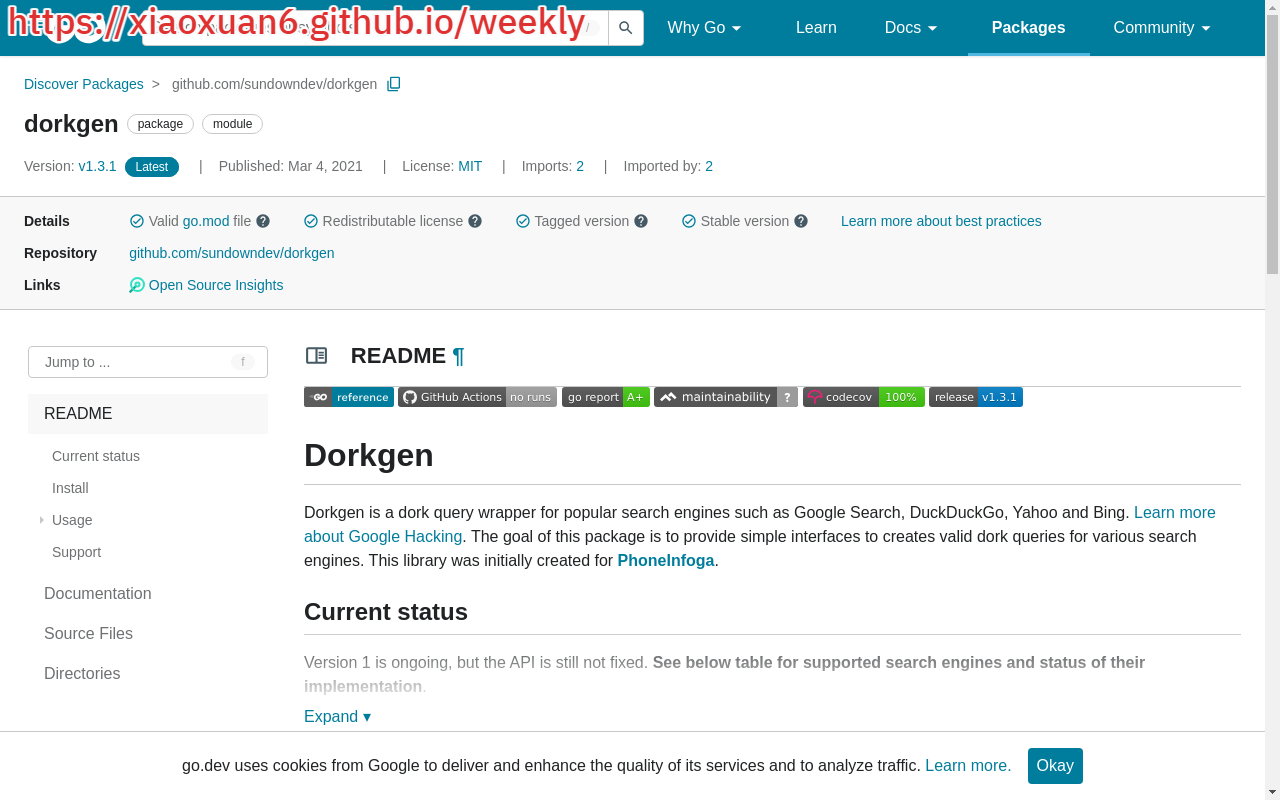 https://xiaoxuan6.github.io/weekly
/
Why Go
Learn
Docs
Packages
Community
Discover Packages > github.com/sundowndev/dorkgen
dorkgen package module
Version: v1.3.1 Latest | Published: Mar 4, 2021 | License: MIT | Imports: 2 | Imported by: 2
Details Valid go.mod file Redistributable license Tagged version Stable version Learn more about best practices
Repository github.com/sundowndev/dorkgen
Links Open Source Insights
Jump to ... f
README
Current status
Install
Usage
Support
Documentation
Source Files
Directories
README ¶
GO reference GitHub Actions no runs go report A+ maintainability ? codecov 100% release v1.3.1
Dorkgen
Dorkgen is a dork query wrapper for popular search engines such as Google Search, DuckDuckGo, Yahoo and Bing. Learn more
about Google Hacking. The goal of this package is to provide simple interfaces to creates valid dork queries for various search
engines. This library was initially created for PhoneInfoga.
Current status
Version 1 is ongoing, but the API is still not fixed. See below table for supported search engines and status of their
implementation.
Expand ▾
go.dev uses cookies from Google to deliver and enhance the quality of its services and to analyze traffic. Learn more. Okay